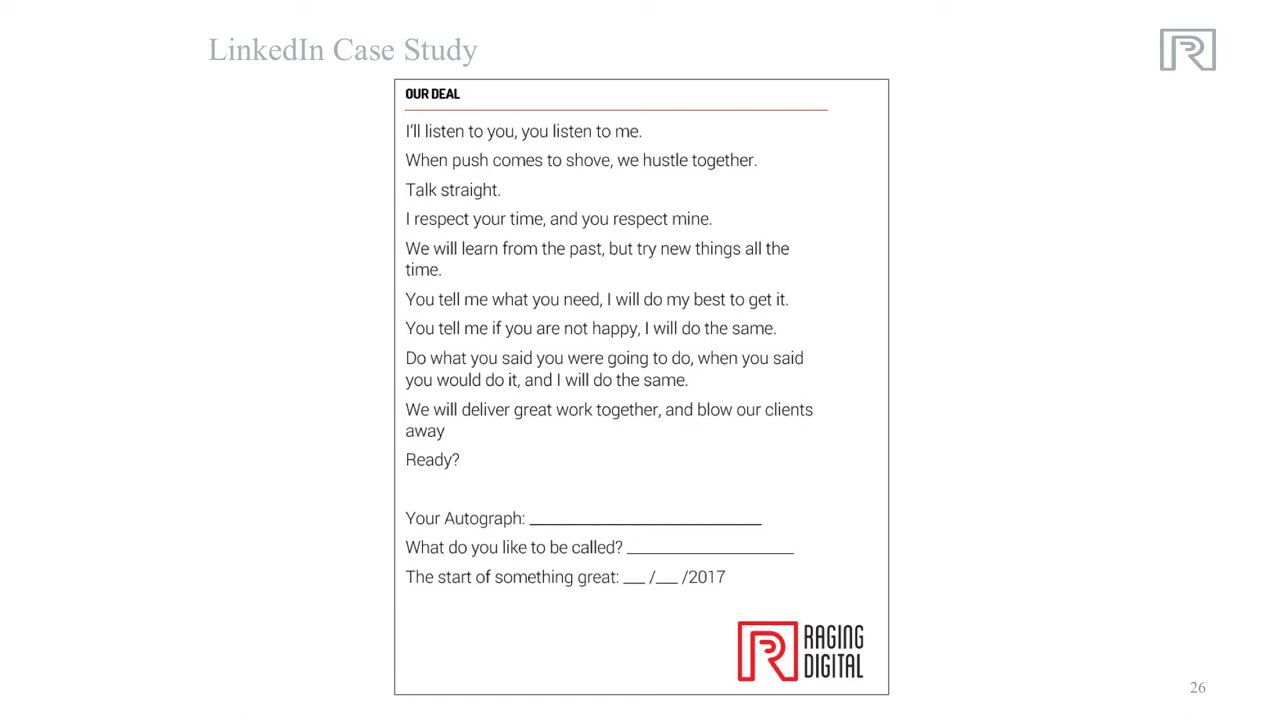 LinkedIn Case Study
OUR DEAL
I'll listen to you, you listen to me.
When push comes to shove, we hustle together.
Talk straight.
I respect your time, and you respect mine.
We will learn from the past, but try new things all the
time.
You tell me what you need, I will do my best to get it.
You tell me if you are not happy, I will do the same.
Do what you said you were going to do, when you said
you would do it, and I will do the same.
We will deliver great work together, and blow our clients
away
Ready?
Your Autograph: _________________________
What do you like to be called? __________________
The start of something great: __ /__ /2017
RAGING
DIGITAL
26